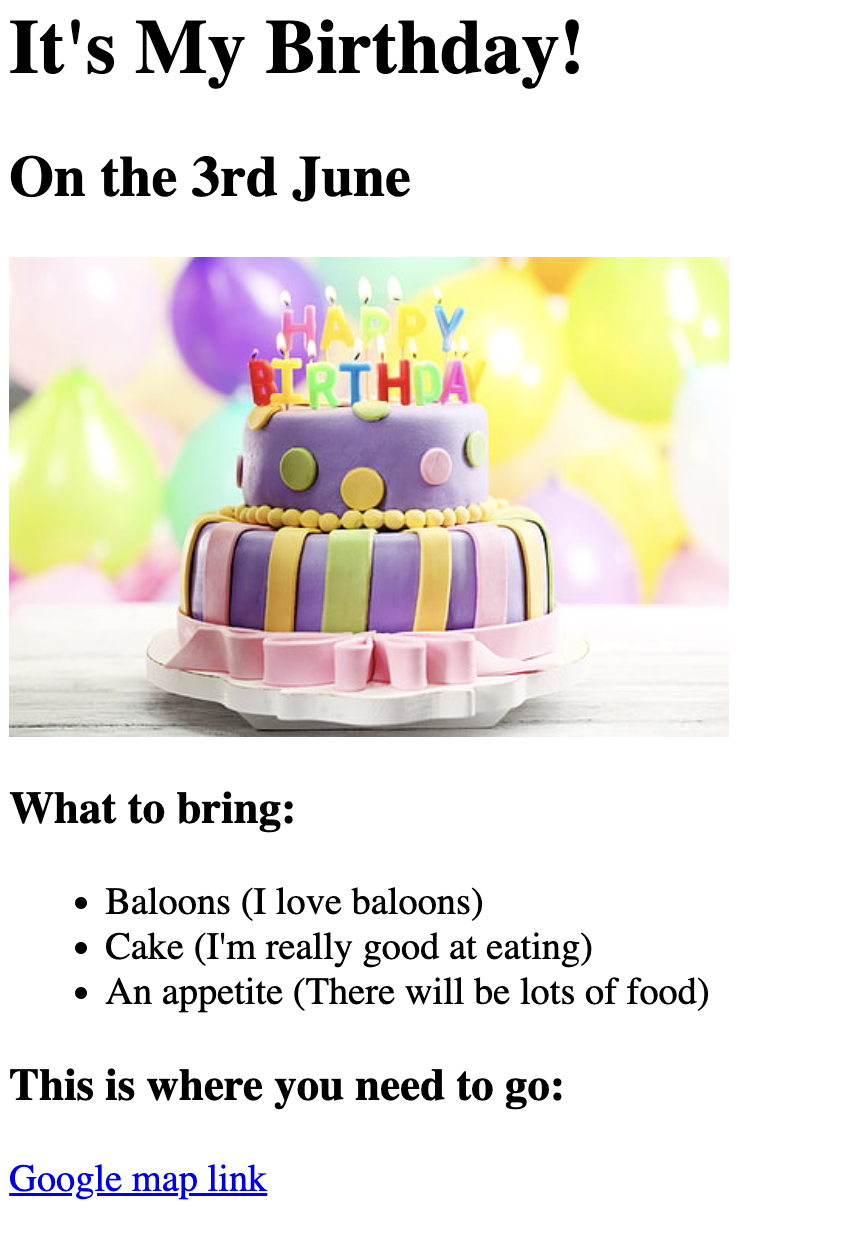 It's My Birthday!
On the 3rd June
HAPPY
BIRTHDAY
What to bring:
Baloons (I love baloons)
Cake (I'm really good at eating)
An appetite (There will be lots of food)
This is where you need to go:
Google map link